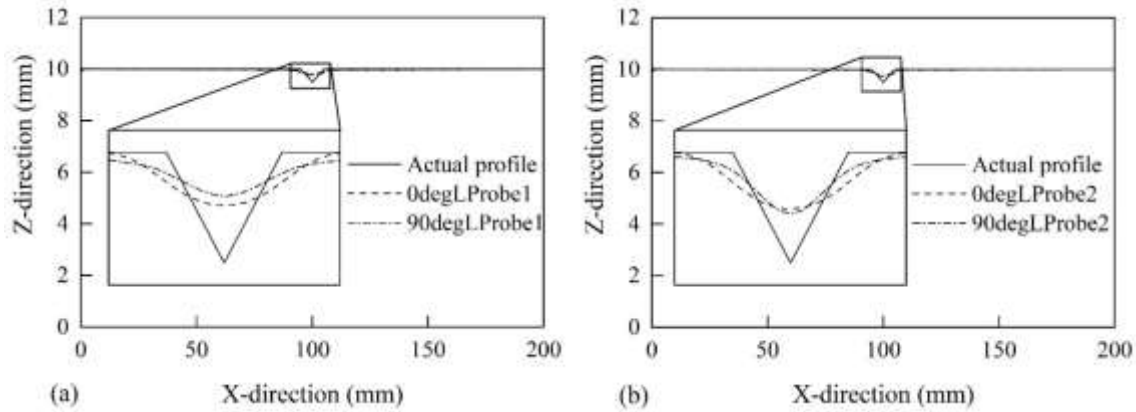 12
10
8
6
4
2
0
Z-direction (mm)
Actual profile
0degLProbe1
90degLProbe1
0 50 100 150 200
(a) X-direction (mm)
12
10
8
6
4
2
0
Z-direction (mm)
Actual profile
0degLProbe2
90degLProbe2
0 50 100 150 200
(b) X-direction (mm)